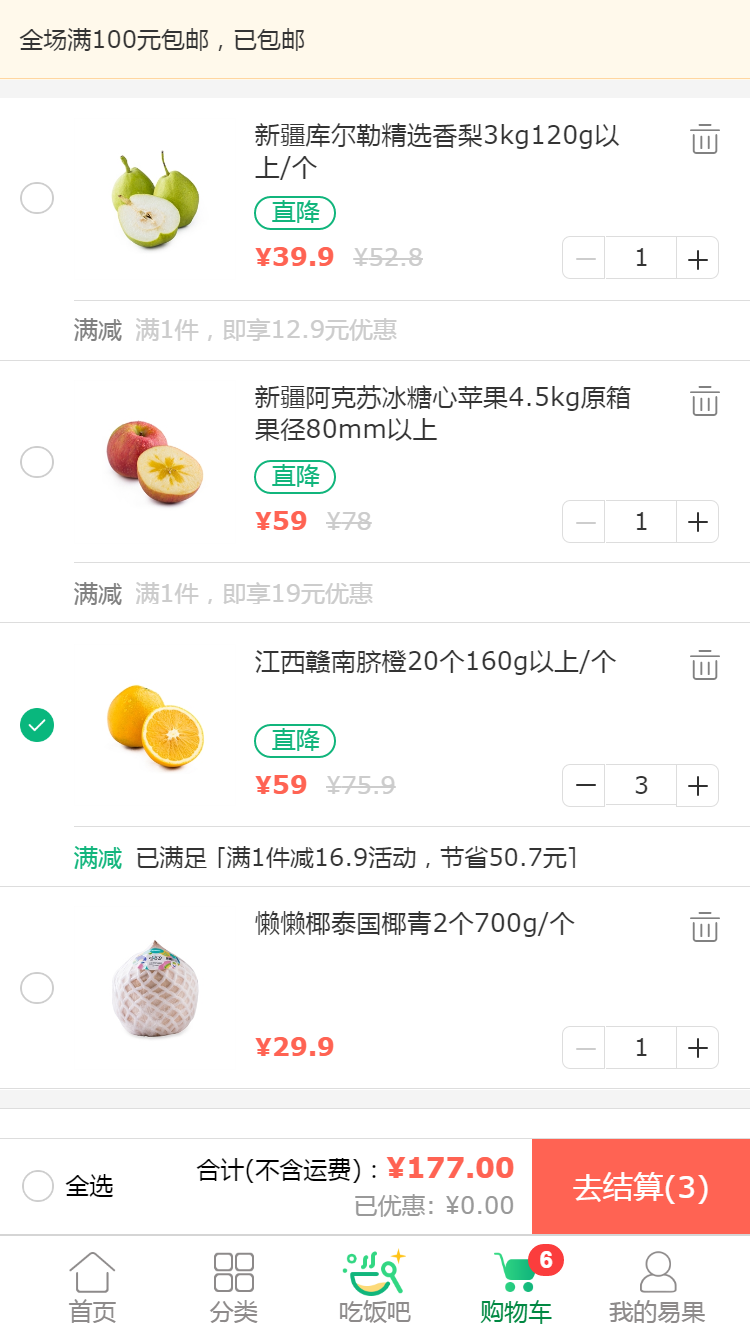 全场满100元包邮，已包邮
新疆库尔勒精选香梨3kg120g以
上/个
直降
¥39.9 ¥52.8
1
满减 满1件，即享12.9元优惠
新疆阿克苏冰糖心苹果4.5kg原箱
果径80mm以上
直降
¥59 ¥78
1
满减 满1件，即享19元优惠
江西赣南脐橙20个160g以上/个
直降
¥59 ¥75.9
3
满减 已满足「满1件减16.9活动，节省50.7元」
懒懒椰泰国椰青2个700g/个
¥29.9
1
全选
合计(不含运费)：¥177.00
已优惠: ¥0.00
去结算(3)
6
首页 分类 吃饭吧 购物车 我的易果